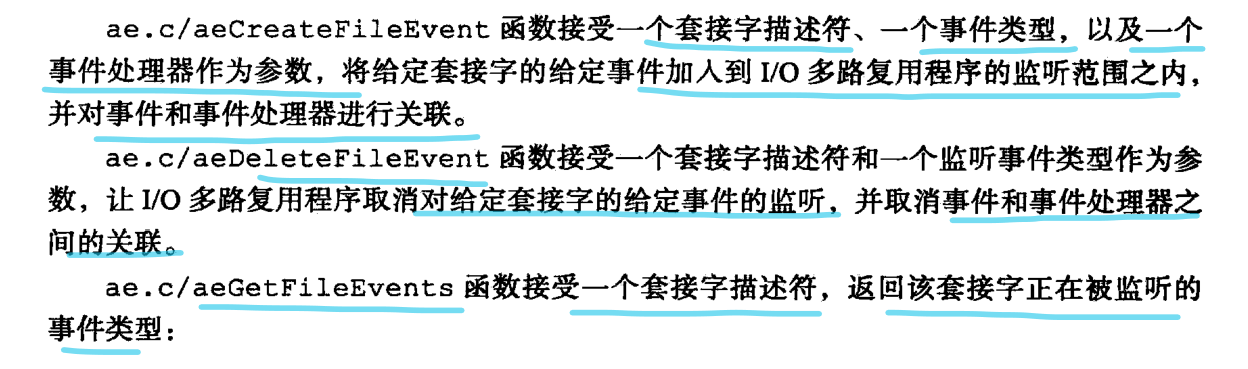 ae.c/aeCreateFileEvent 函数接受一个套接字描述符、一个事件类型，以及一个
事件处理器作为参数，将给定套接字的给定事件加入到 I/O 多路复用程序的监听范围之内，
并对事件和事件处理器进行关联。
ae.c/aeDeleteFileEvent 函数接受一个套接字描述符和一个监听事件类型作为参
数，让 I/O 多路复用程序取消对给定套接字的给定事件的监听，并取消事件和事件处理器之
间的关联。
ae.c/aeGetFileEvents 函数接受一个套接字描述符，返回该套接字正在被监听的
事件类型：